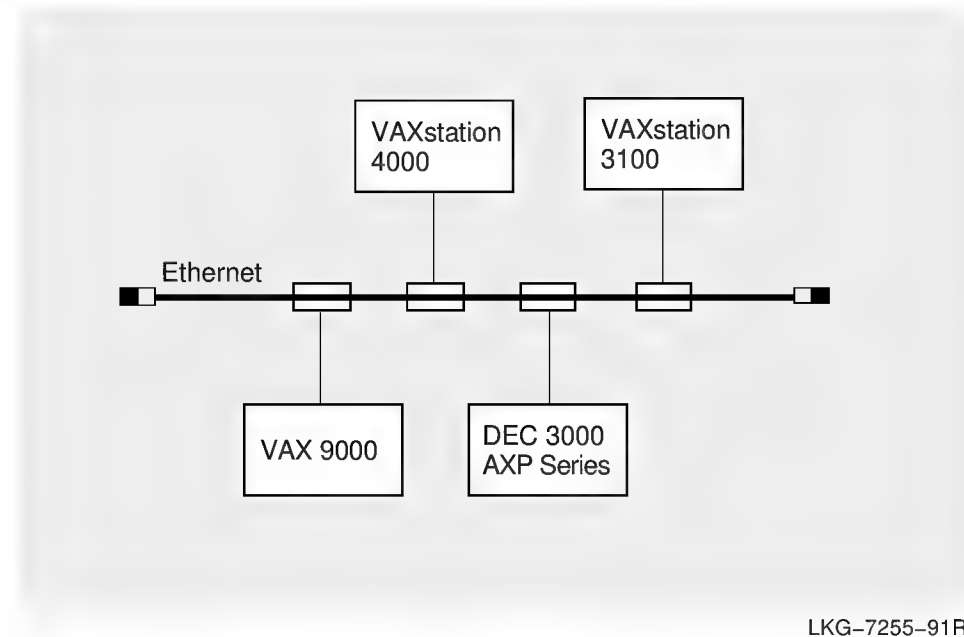 VAXstation
4000
VAXstation
3100
Ethernet
VAX 9000
DEC 3000
AXP Series
LKG–7255–91R